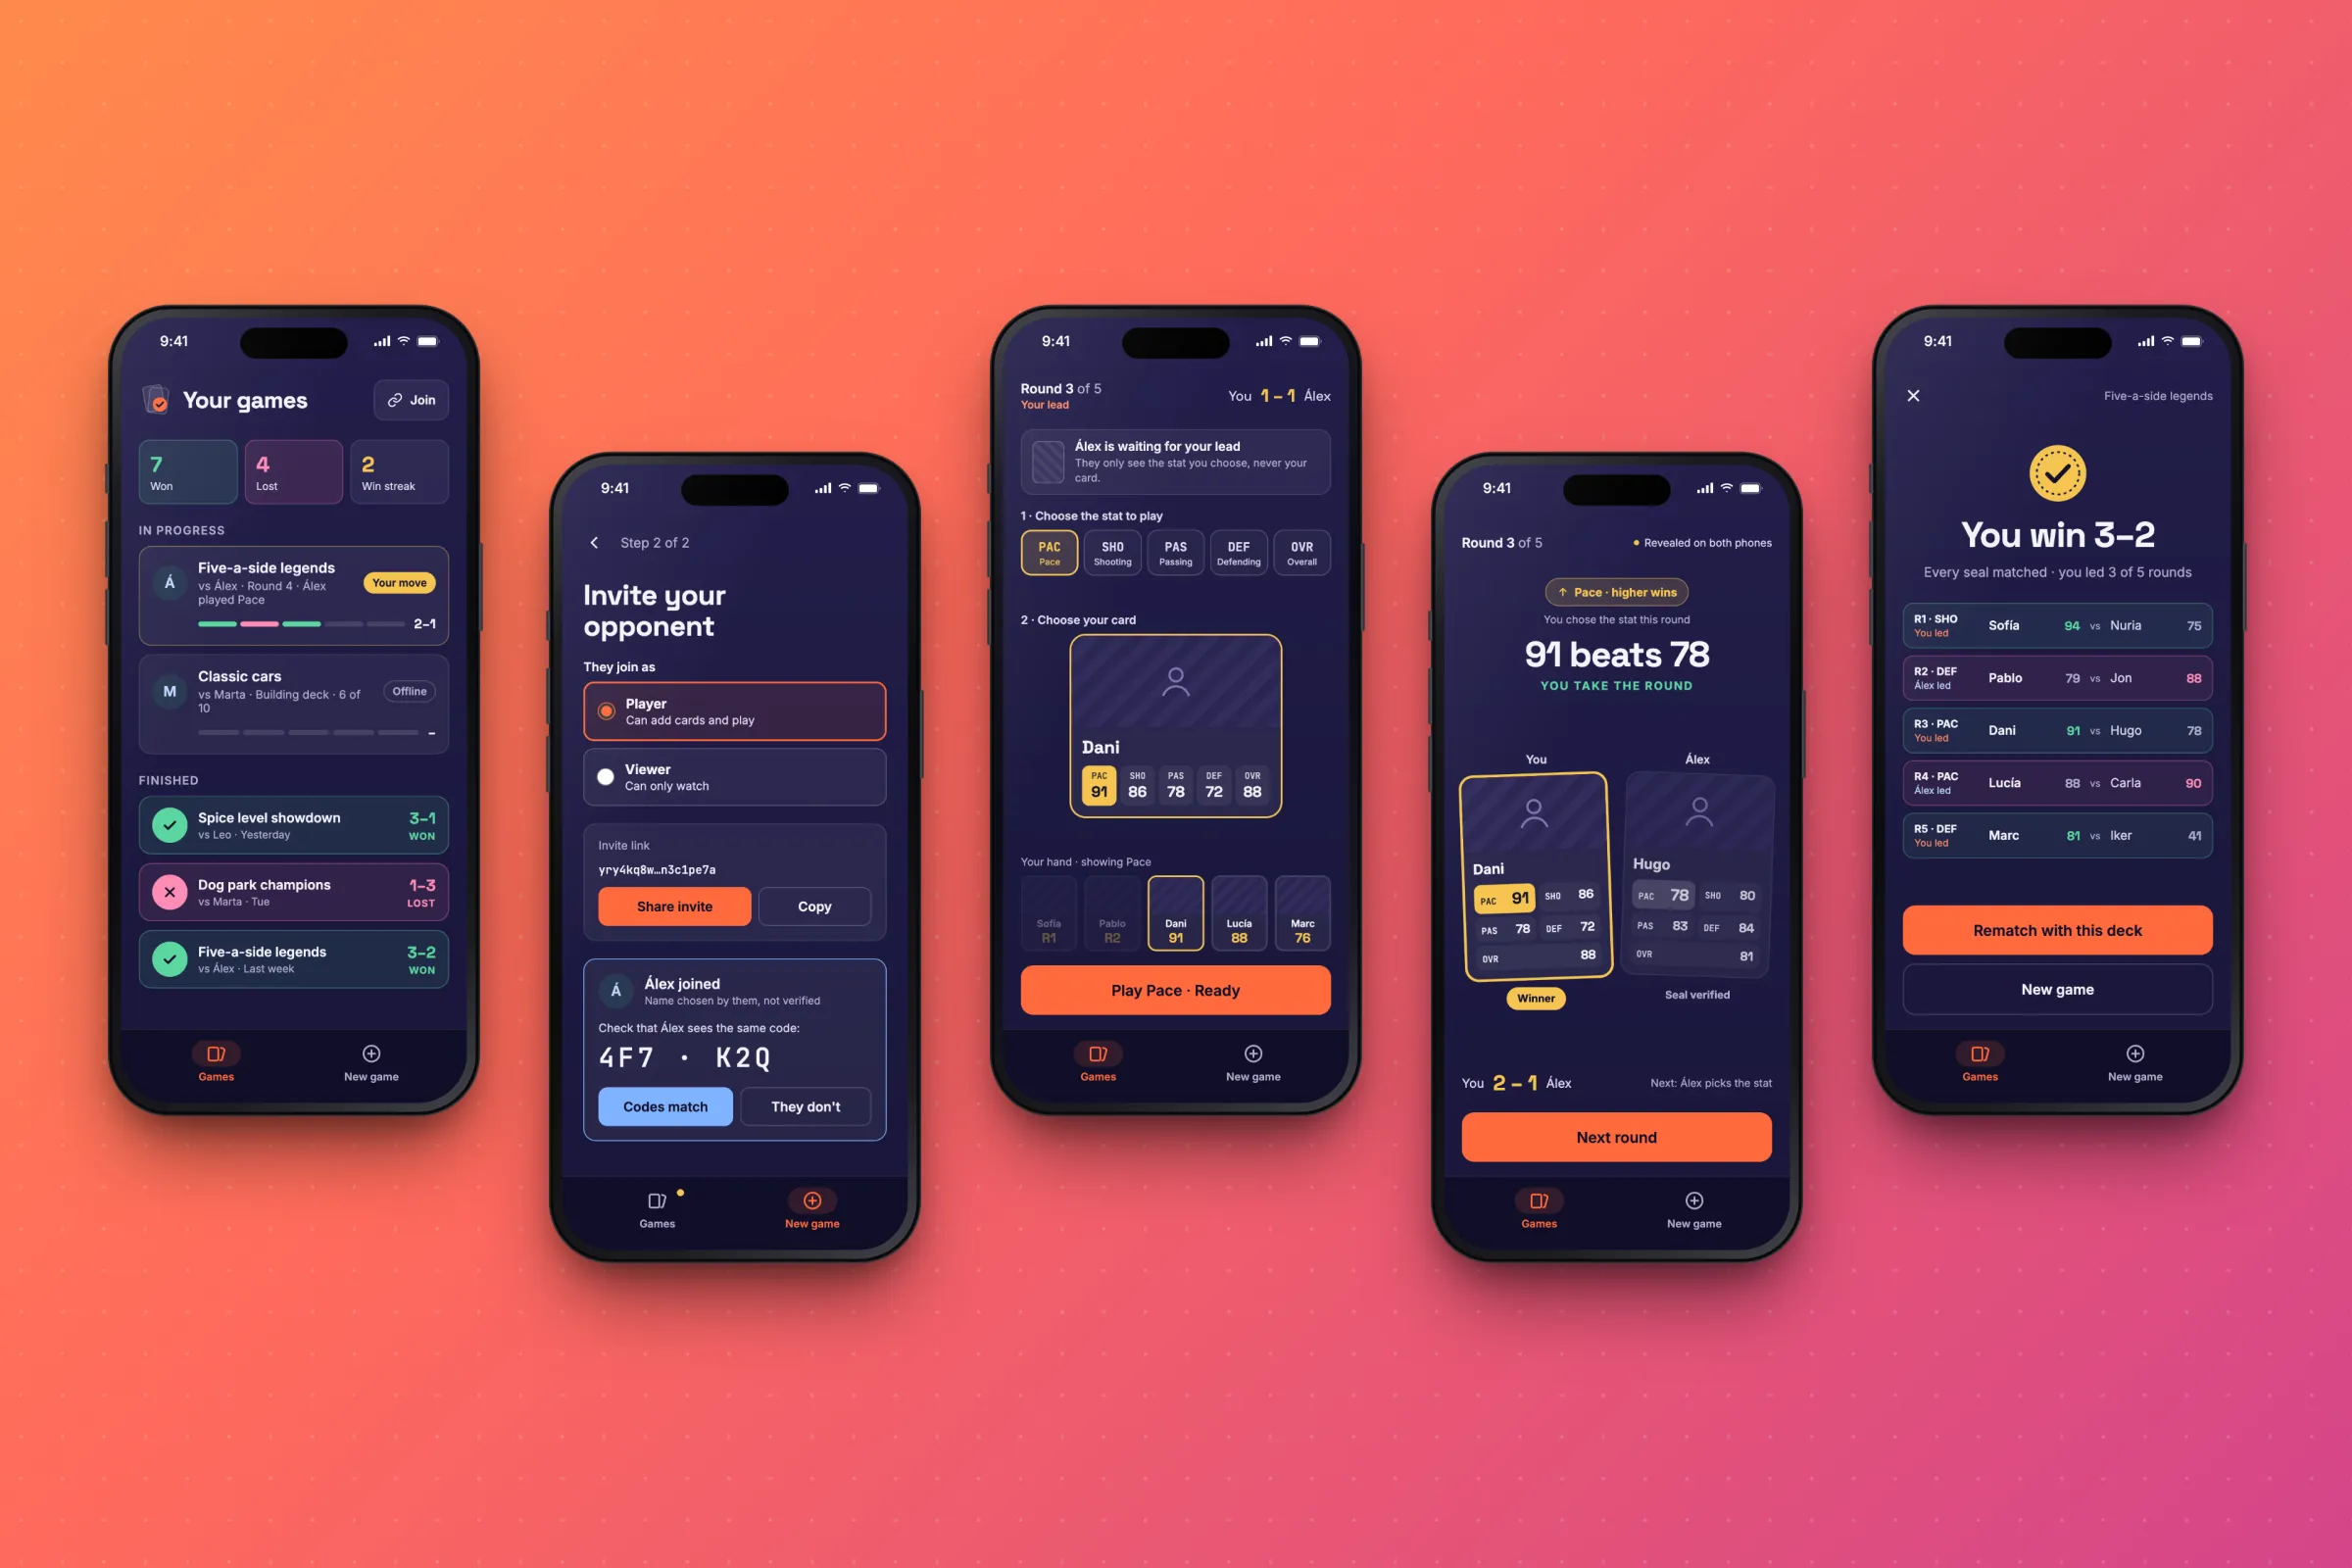 9:41
Your games
Join
7
Won
4
Lost
2
Win streak
IN PROGRESS
Á
Five-a-side legends
vs Álex · Round 4 · Álex
played Pace
Your move
2–1
M
Classic cars
vs Marta · Building deck · 6 of
10
Offline
–
FINISHED
Spice level showdown
vs Leo · Yesterday
3–1
WON
Dog park champions
vs Marta · Tue
1–3
LOST
Five-a-side legends
vs Álex · Last week
3–2
WON
Games
New game
9:41
Step 2 of 2
Invite your
opponent
They join as
Player
Can add cards and play
Viewer
Can only watch
Invite link
yry4kq8w…n3c1pe7a
Share invite
Copy
Á
Álex joined
Name chosen by them, not verified
Check that Álex sees the same code:
4F7 · K2Q
Codes match
They don't
Games
New game
9:41
Round 3 of 5
Your lead
You 1–1 Álex
Álex is waiting for your lead
They only see the stat you choose, never your
card.
1 · Choose the stat to play
PAC
Pace
SHO
Shooting
PAS
Passing
DEF
Defending
OVR
Overall
2 · Choose your card
Dani
PAC
91
SHO
86
PAS
78
DEF
72
OVR
88
Your hand · showing Pace
Sofía
R1
Pablo
R2
Dani
91
Lucía
88
Marc
76
Play Pace · Ready
Games
New game
9:41
Round 3 of 5
Revealed on both phones
↑ Pace · higher wins
You chose the stat this round
91 beats 78
YOU TAKE THE ROUND
You
Dani
PAC 91
SHO 86
PAS 78
DEF 72
OVR 88
Winner
Álex
Hugo
PAC 78
SHO 80
PAS 83
DEF 84
OVR 81
Seal verified
You 2–1 Álex
Next: Álex picks the stat
Next round
Games
New game
9:41
Five-a-side legends
You win 3–2
Every seal matched · you led 3 of 5 rounds
R1 · SHO
You led
Sofía 94 vs Nuria 75
R2 · DEF
Álex led
Pablo 79 vs Jon 88
R3 · PAC
You led
Dani 91 vs Hugo 78
R4 · PAC
Álex led
Lucía 88 vs Carla 90
R5 · DEF
You led
Marc 81 vs Iker 41
Rematch with this deck
New game
Games
New game